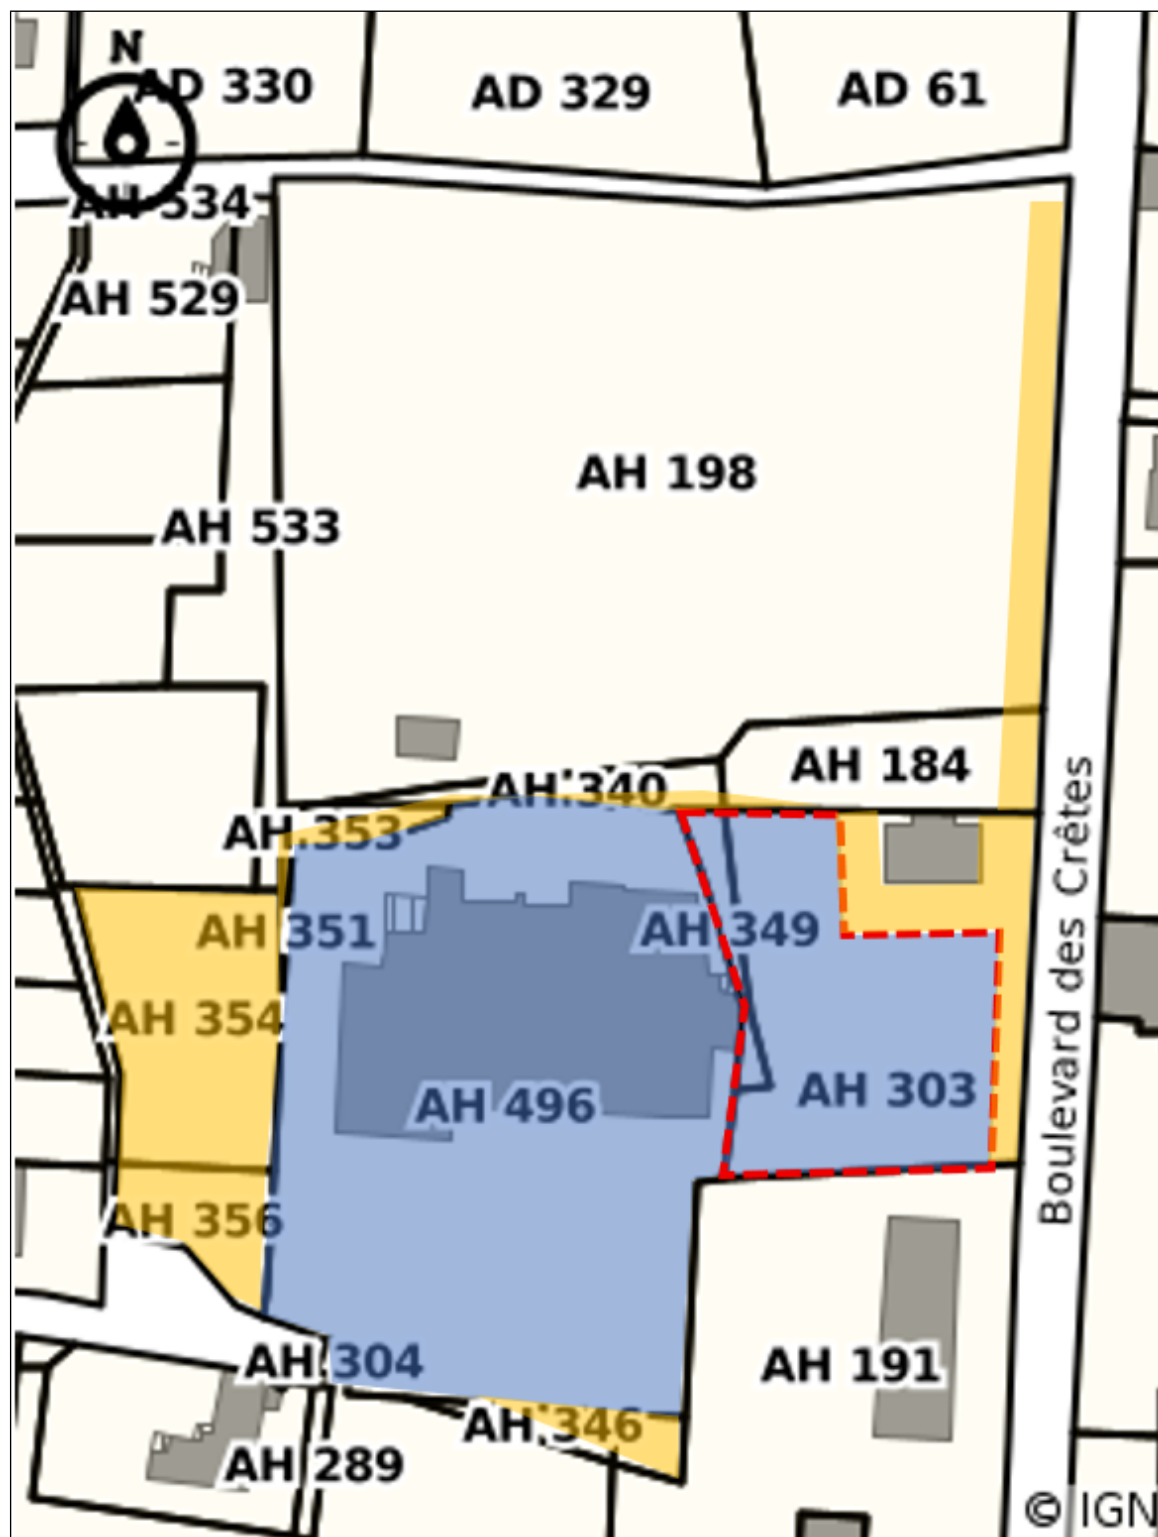 N
AD 330
AD 329
AD 61
AH 534
AH 529
AH 198
AH 533
AH 184
AH 340
AH 353
AH 351
AH 349
AH 354
AH 303
AH 496
Boulevard des Crêtes
AH 356
AH 304
AH 191
AH 346
AH 289
© IGN